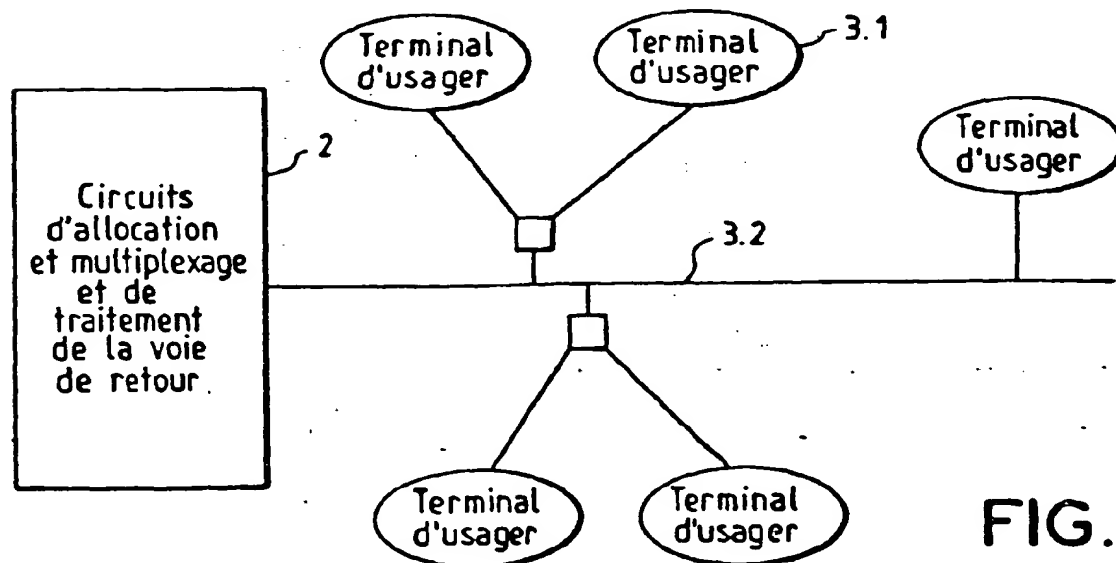 Terminal
d'usager
Terminal
d'usager
3.1
Terminal
d'usager
2
Circuits
d'allocation
et multiplexage
et de
traitement
de la voie
de retour
3.2
Terminal
d'usager
Terminal
d'usager
FIG.